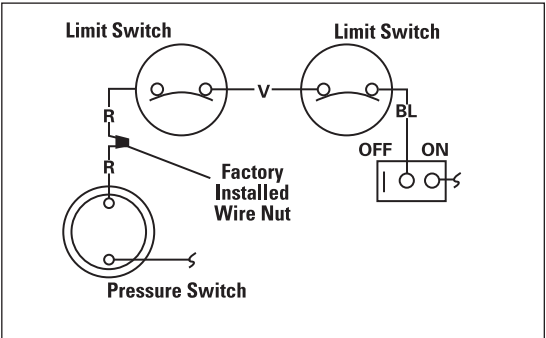 Limit Switch
Limit Switch
R
V
BL
R
OFF ON
Factory
Installed
Wire Nut
Pressure Switch